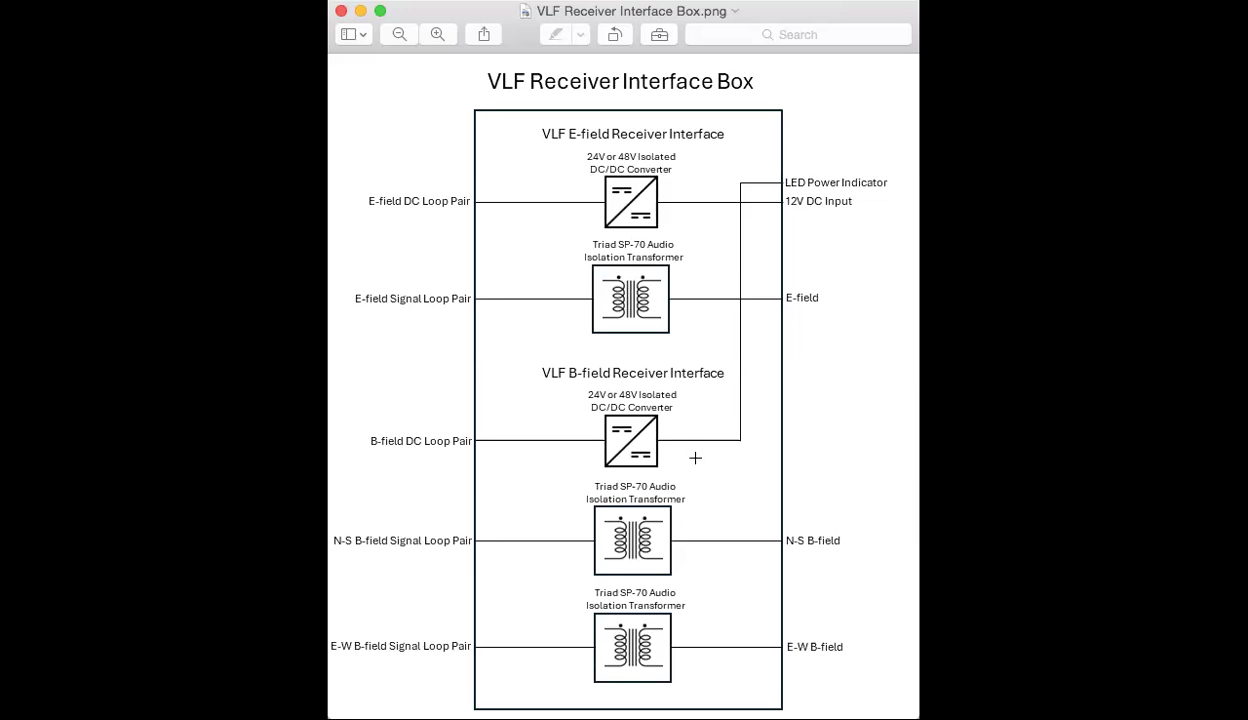 VLF Receiver Interface Box.png
Search
VLF Receiver Interface Box
VLF E-field Receiver Interface
24V or 48V Isolated
DC/DC Converter
LED Power Indicator
E-field DC Loop Pair
12V DC Input
Triad SP-70 Audio
Isolation Transformer
E-field Signal Loop Pair
E-field
VLF B-field Receiver Interface
24V or 48V Isolated
DC/DC Converter
B-field DC Loop Pair
Triad SP-70 Audio
Isolation Transformer
N-S B-field Signal Loop Pair
N-S B-field
Triad SP-70 Audio
Isolation Transformer
E-W B-field Signal Loop Pair
E-W B-field